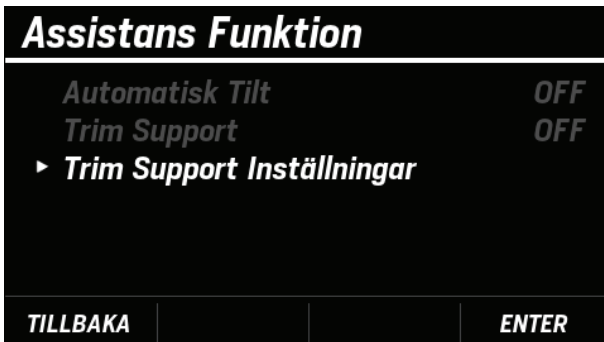 Assistans Funktion
Automatisk Tilt OFF
Trim Support OFF
Trim Support Inställningar
TILLBAKA ENTER